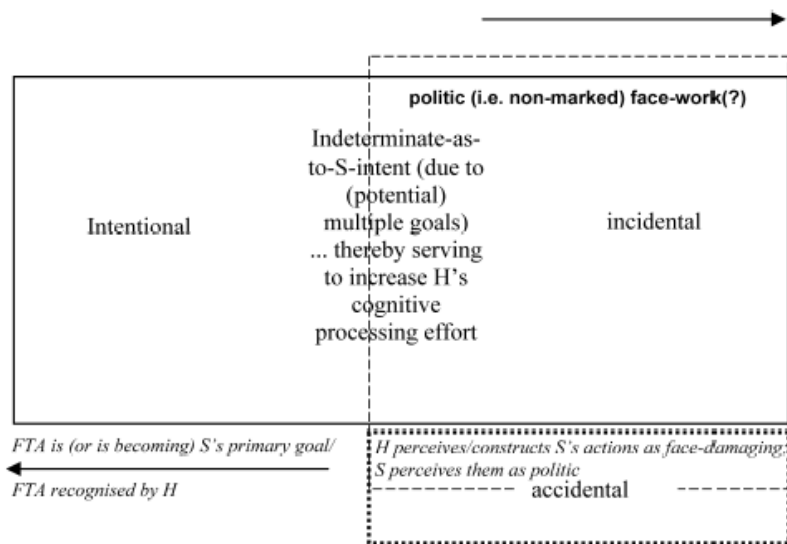 politic (i.e. non-marked) face-work(?)
Indeterminate-as-
to-S-intent (due to
(potential)
multiple goals)
... thereby serving
to increase H's
cognitive
processing effort
Intentional
incidental
FTA is (or is becoming) S's primary goal/
FTA recognised by H
H perceives/constructs S's actions as face-damaging;
S perceives them as politic
accidental